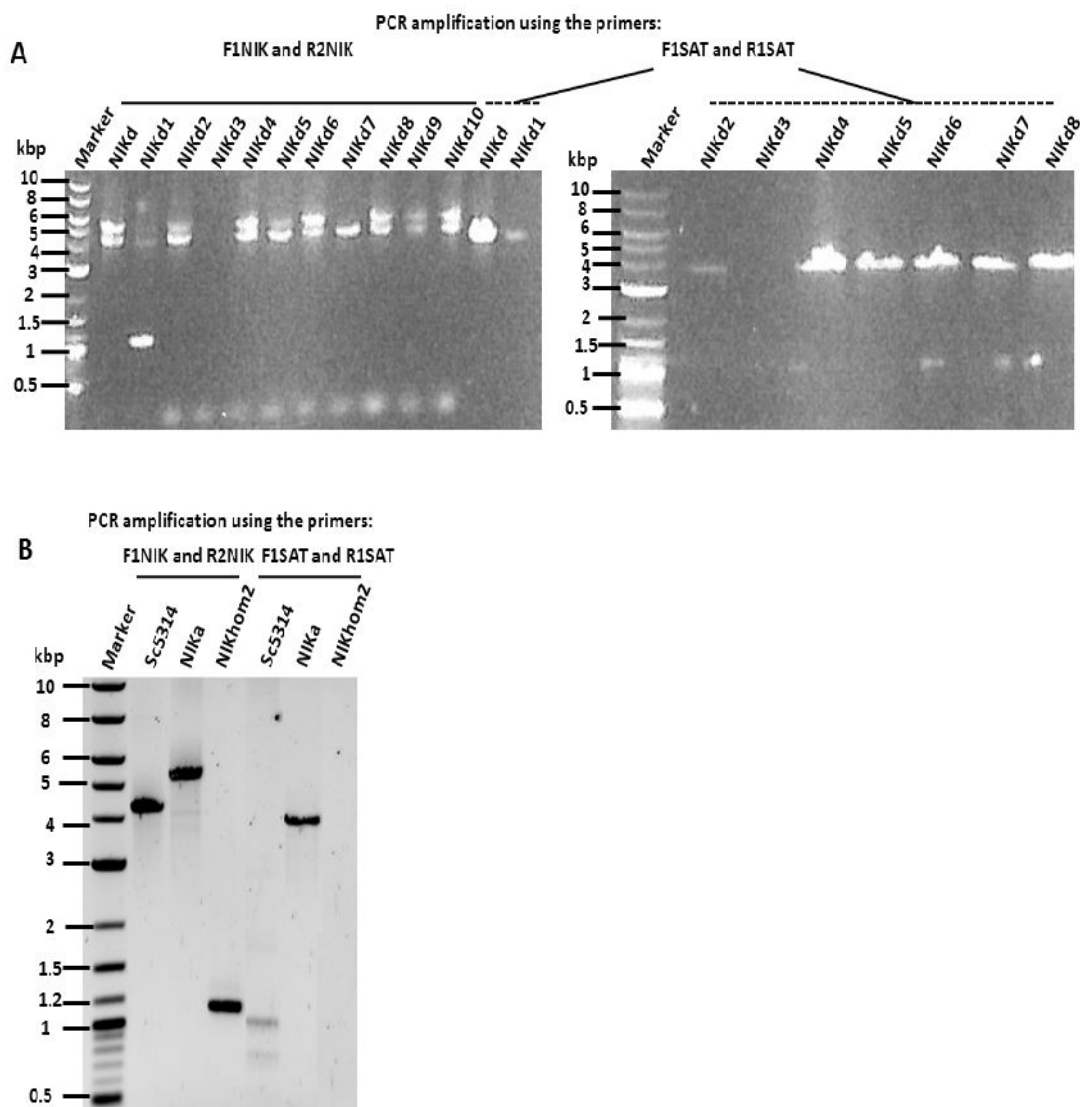 PCR amplification using the primers:
A
F1NIK and R2NIK
F1SAT and R1SAT
kbp
Marker
NIKd
NIKd1
NIKd2
NIKd3
NIKd4
NIKd5
NIKd6
NIKd7
NIKd8
NIKd9
NIKd10
NIKd
NIKd1
10
8
6
5
4
3
2
1.5
1
0.5
kbp
Marker
NIKd2
NIKd3
NIKd4
NIKd5
NIKd6
NIKd7
NIKd8
10
8
6
5
4
3
2
1.5
1
0.5
PCR amplification using the primers:
B
F1NIK and R2NIK
F1SAT and R1SAT
kbp
Marker
Sc5314
NIKa
NIKhom2
Sc5314
NIKa
NIKhom2
10
8
6
5
4
3
2
1.5
1.2
1
0.5